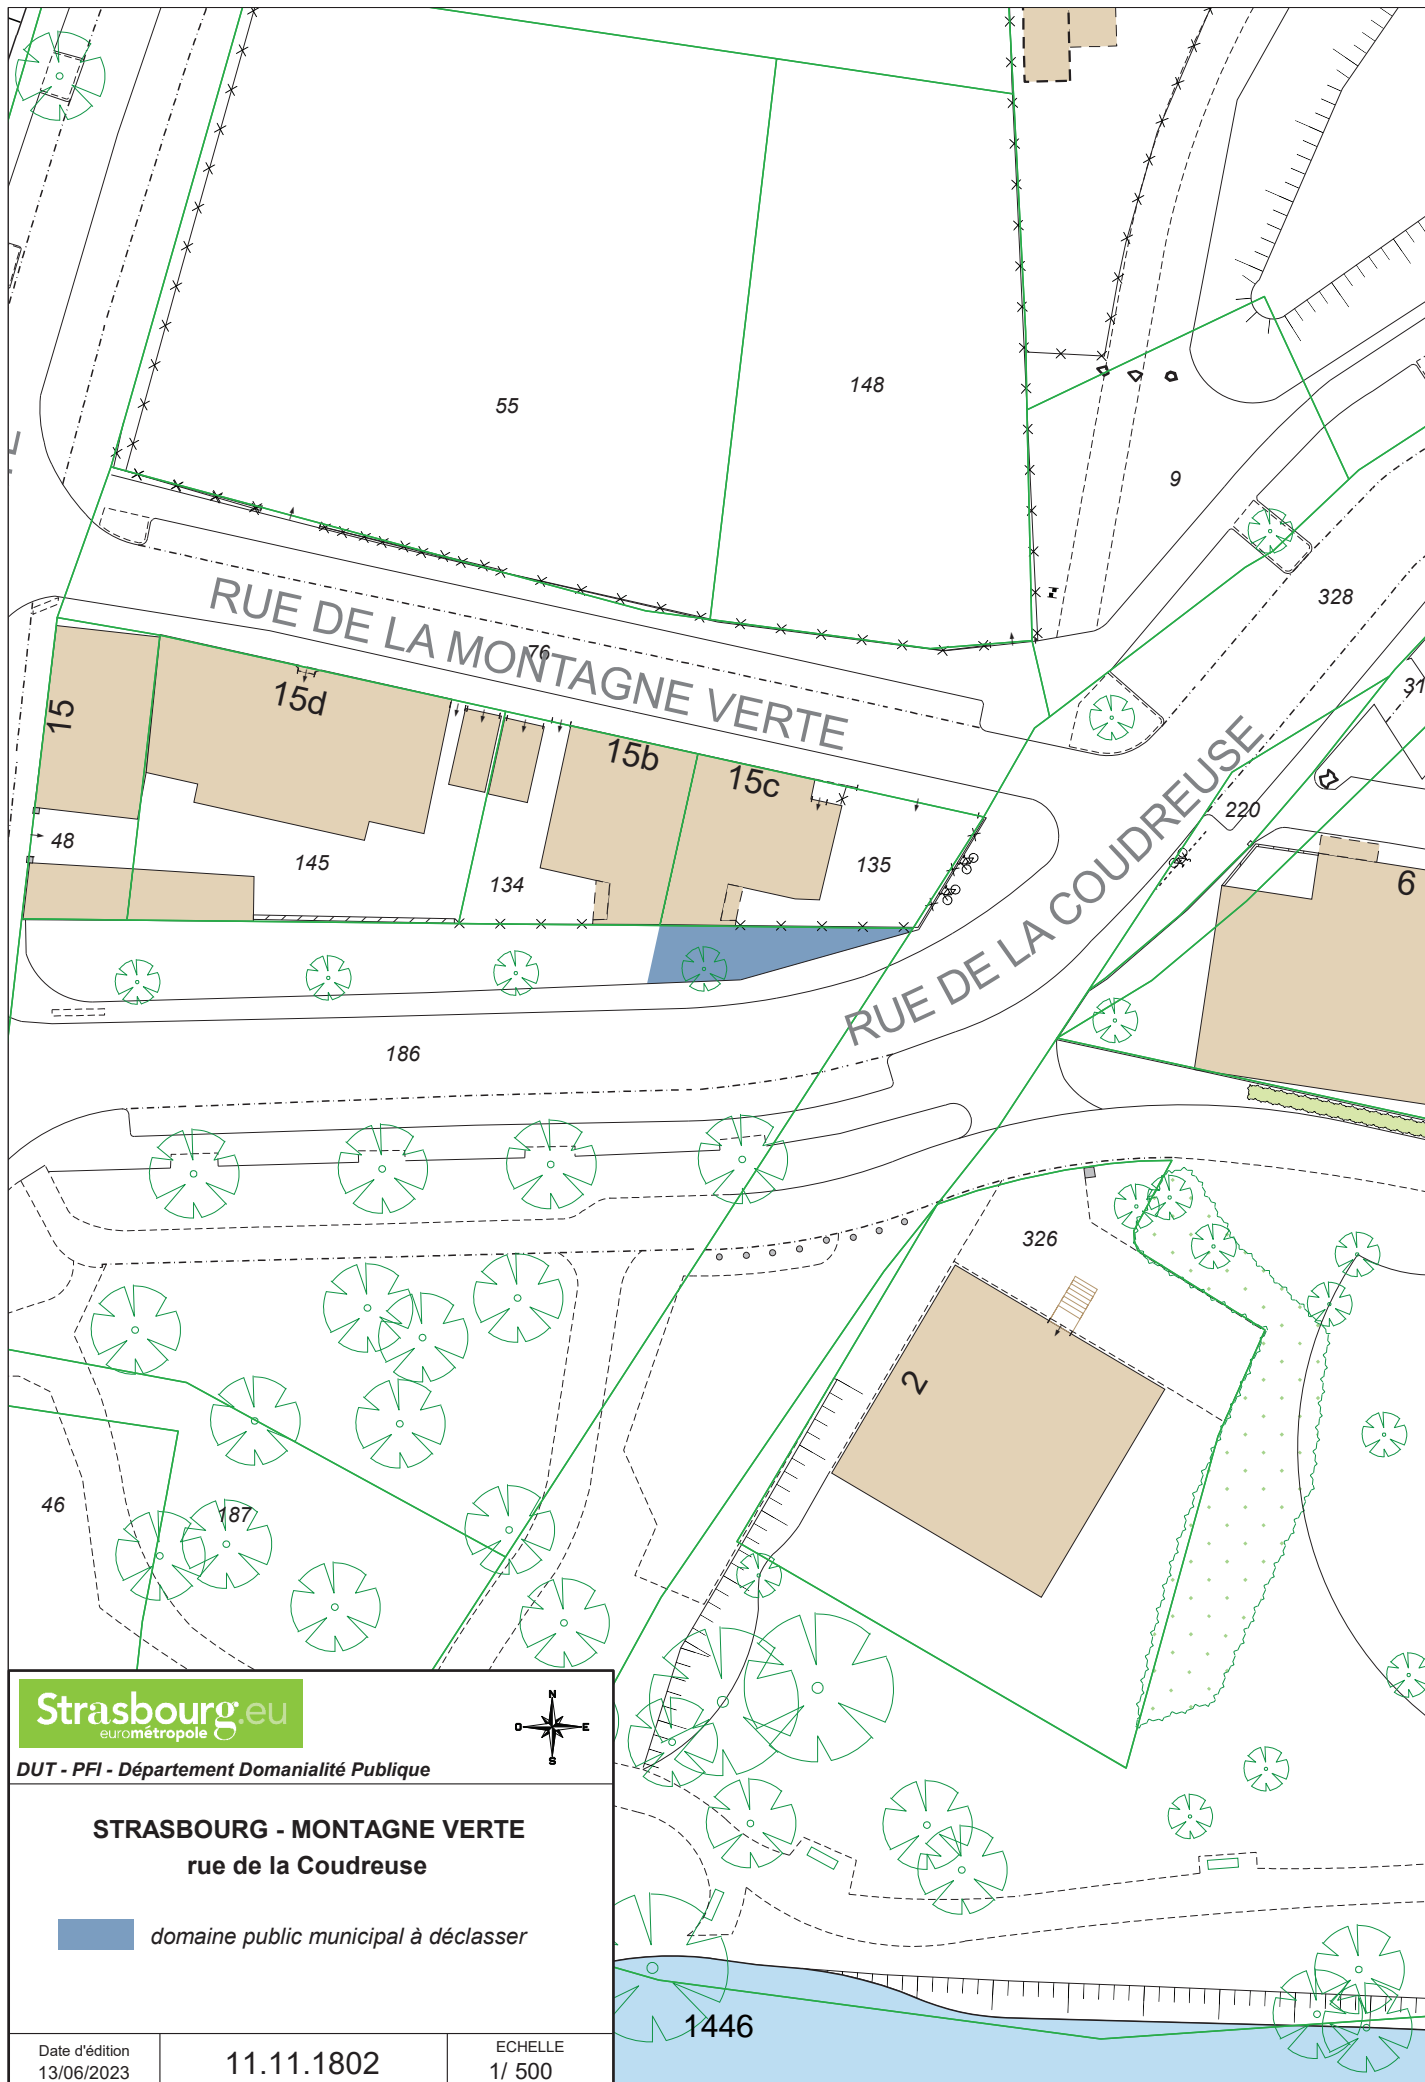 55
148
9
328
RUE DE LA MONTAGNE VERTE
76
31
15
15d
15b
15c
220
48
145
134
135
6
RUE DE LA COUDREUSE
186
326
2
46
187
Strasbourg.eu
eurométropole
N
O E
S
DUT - PFI - Département Domanialité Publique
STRASBOURG - MONTAGNE VERTE
rue de la Coudreuse
domaine public municipal à déclasser
1446
Date d'édition
13/06/2023
11.11.1802
ECHELLE
1/ 500